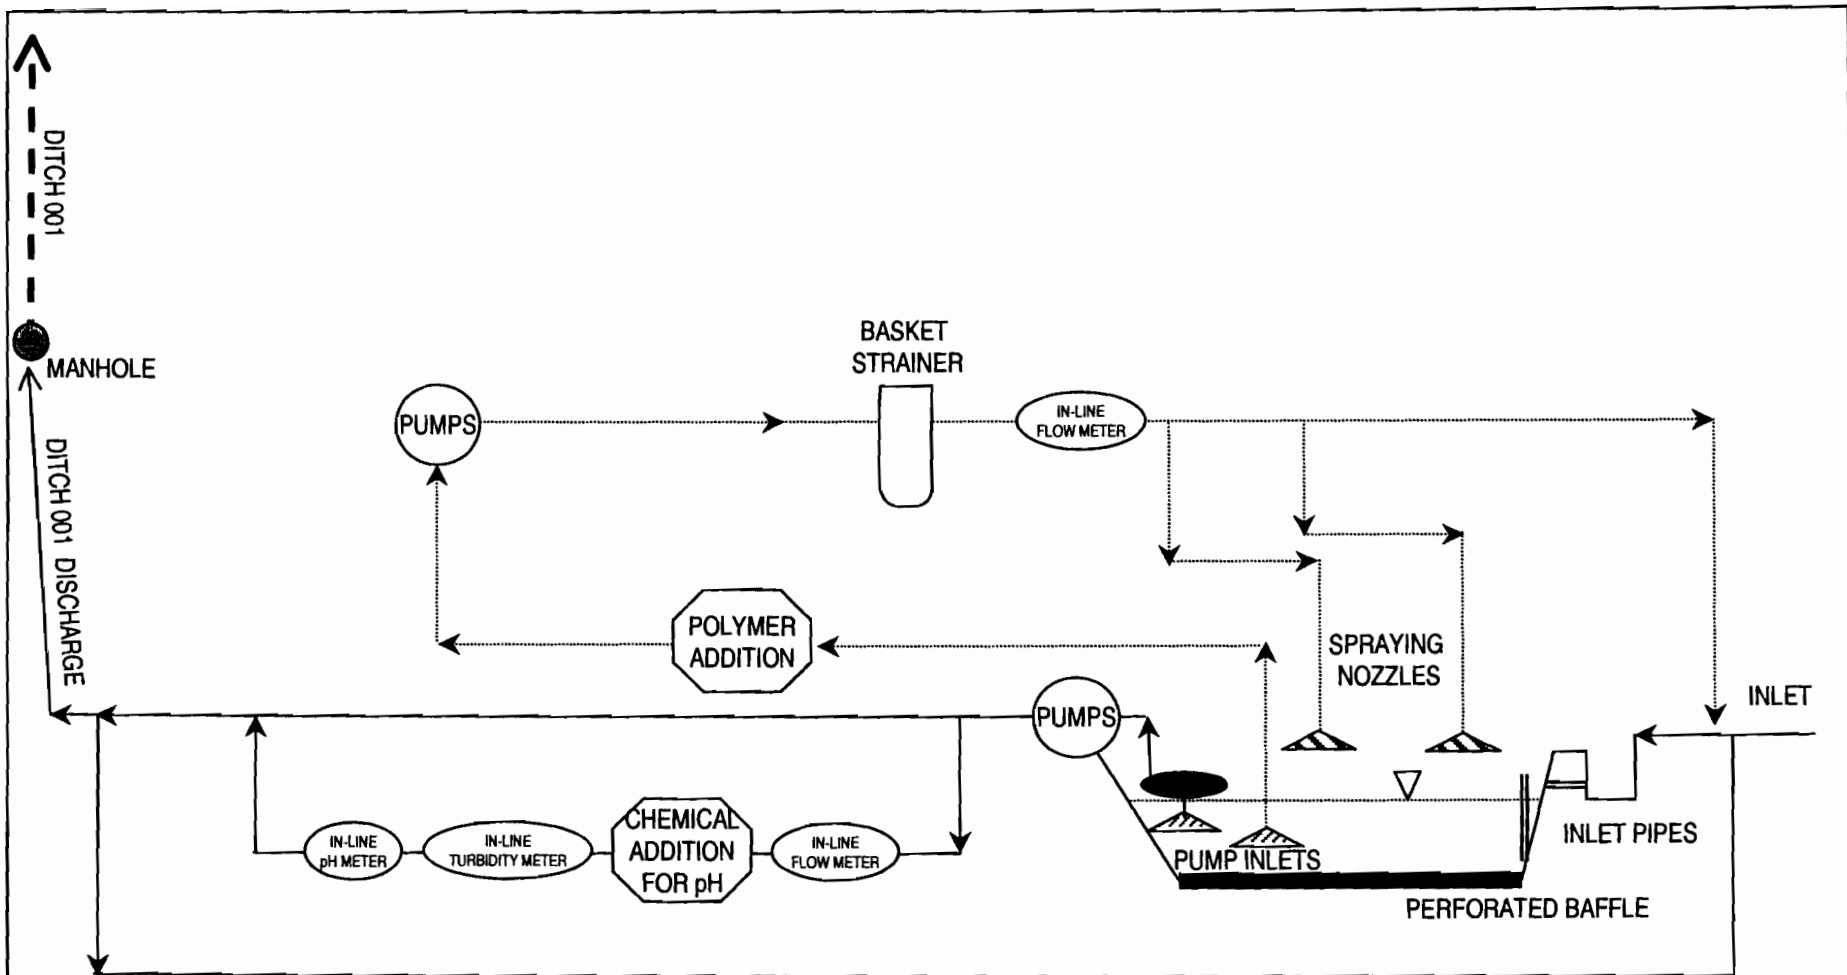 DITCH 001
MANHOLE
DITCH 001 DISCHARGE
BASKET
STRAINER
PUMPS
IN-LINE
FLOW METER
POLYMER
ADDITION
SPRAYING
NOZZLES
INLET
PUMPS
IN-LINE
pH METER
IN-LINE
TURBIDITY METER
CHEMICAL
ADDITION
FOR pH
IN-LINE
FLOW METER
PUMP INLETS
INLET PIPES
PERFORATED BAFFLE